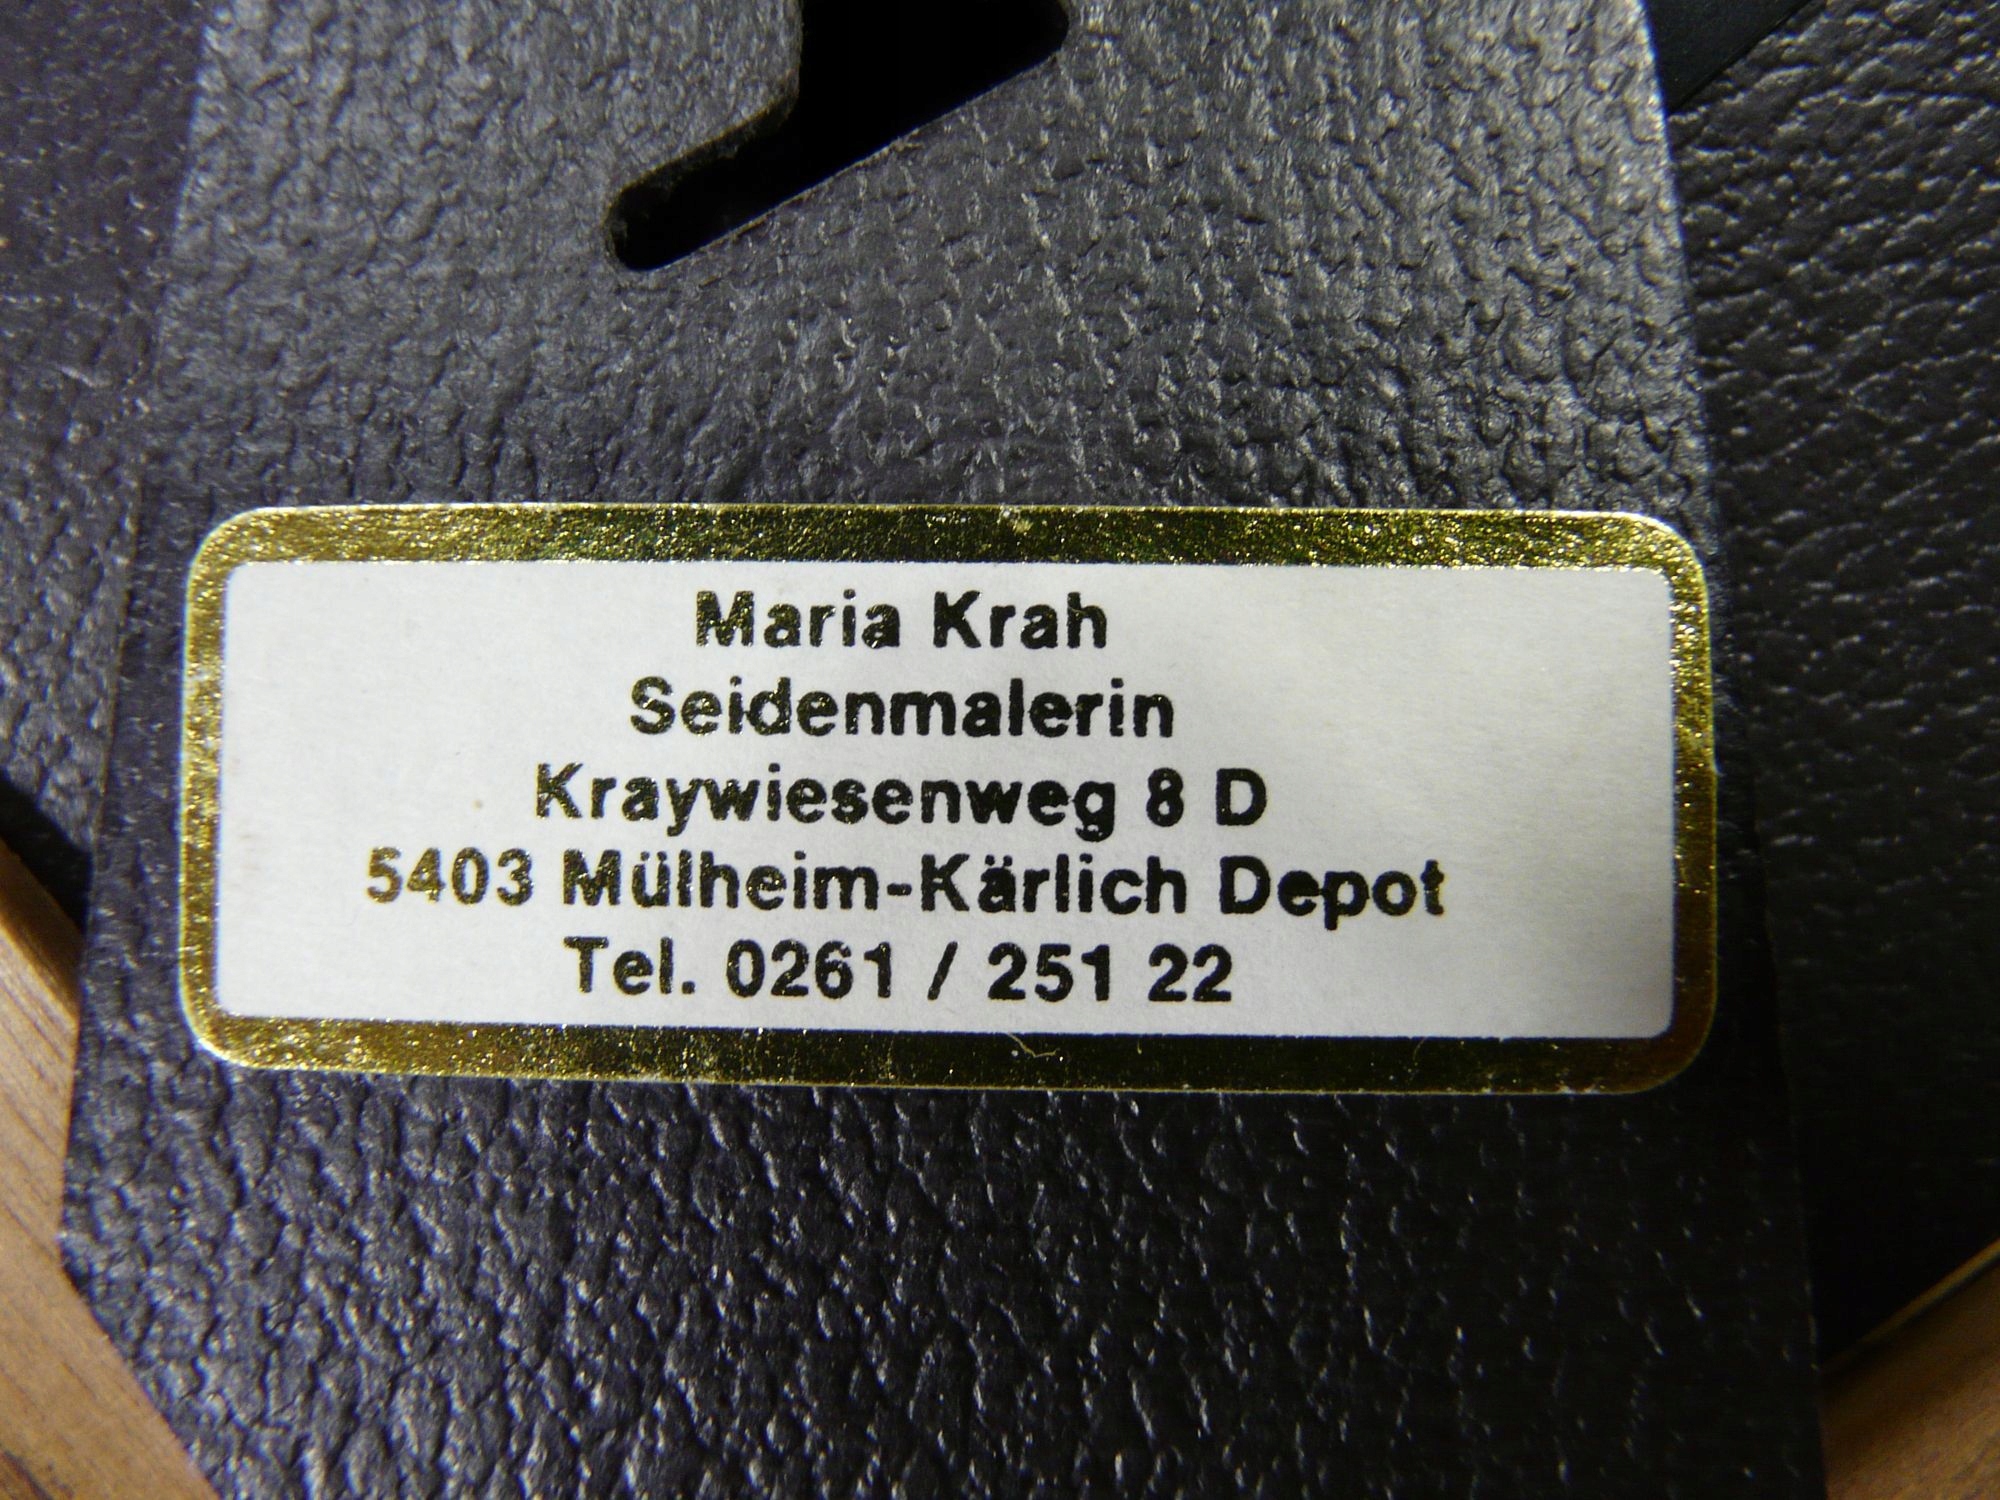 Maria Krah
Seidenmalerin
Kraywiesenweg 8 D
5403 Mülheim-Kärlich Depot
Tel. 0261 / 251 22